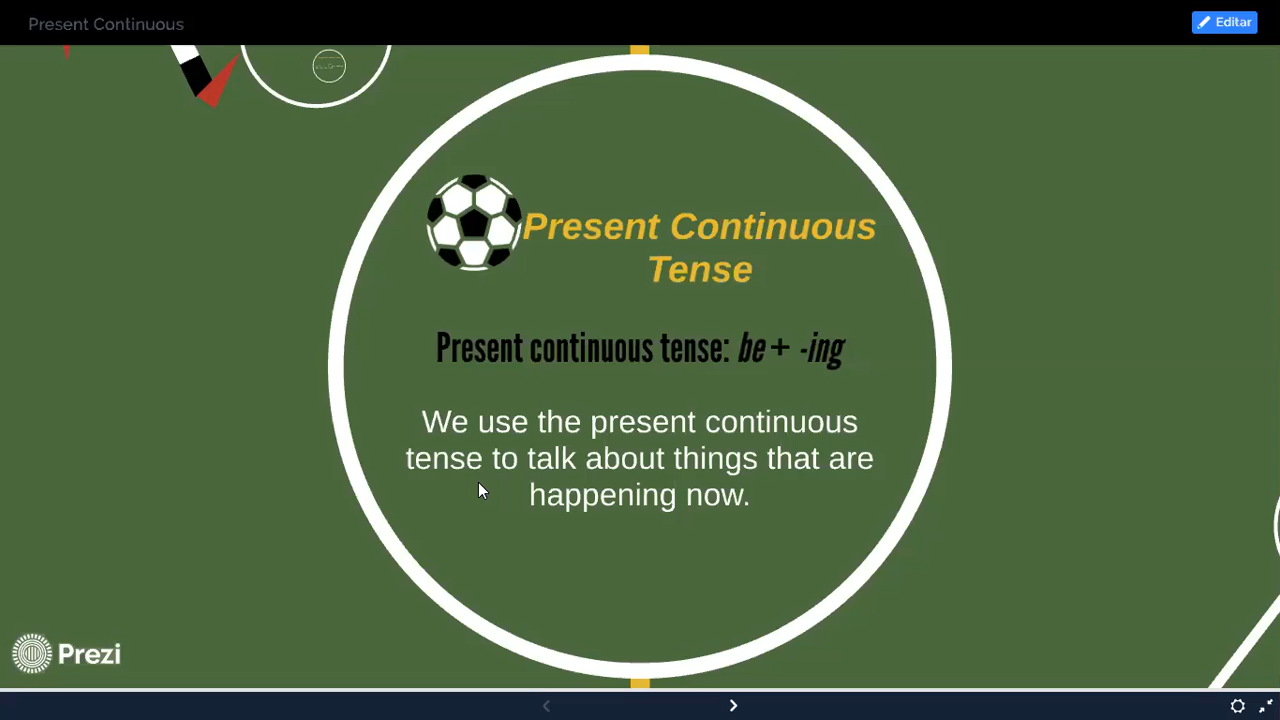 Present Continuous
Editar
Present Continuous
Tense
Present continuous tense: be + -ing
We use the present continuous
tense to talk about things that are
happening now.
Prezi